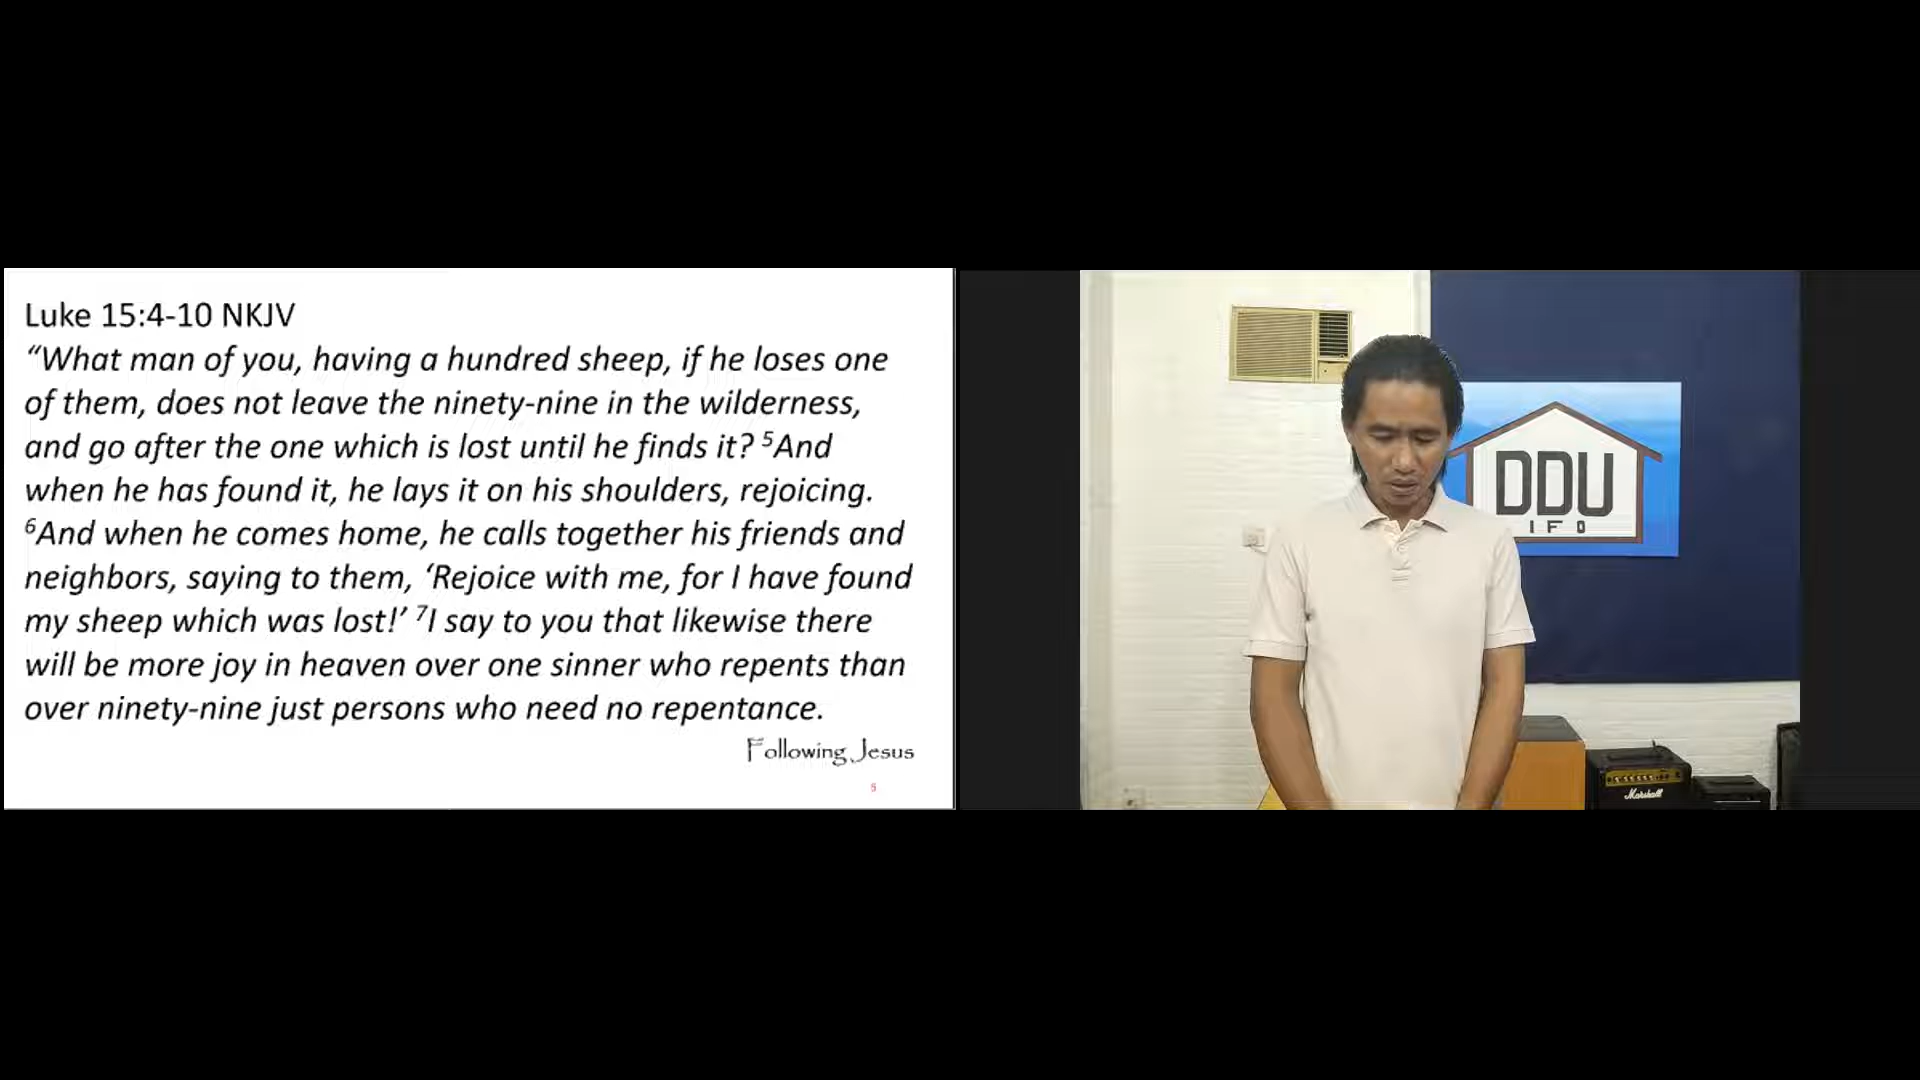 Luke 15:4-10 NKJV
“What man of you, having a hundred sheep, if he loses one
of them, does not leave the ninety-nine in the wilderness,
and go after the one which is lost until he finds it? ⁵And
when he has found it, he lays it on his shoulders, rejoicing.
⁶And when he comes home, he calls together his friends and
neighbors, saying to them, ‘Rejoice with me, for I have found
my sheep which was lost!’ ⁷I say to you that likewise there
will be more joy in heaven over one sinner who repents than
over ninety-nine just persons who need no repentance.
Following Jesus
5
DDU
IFO
Marshall